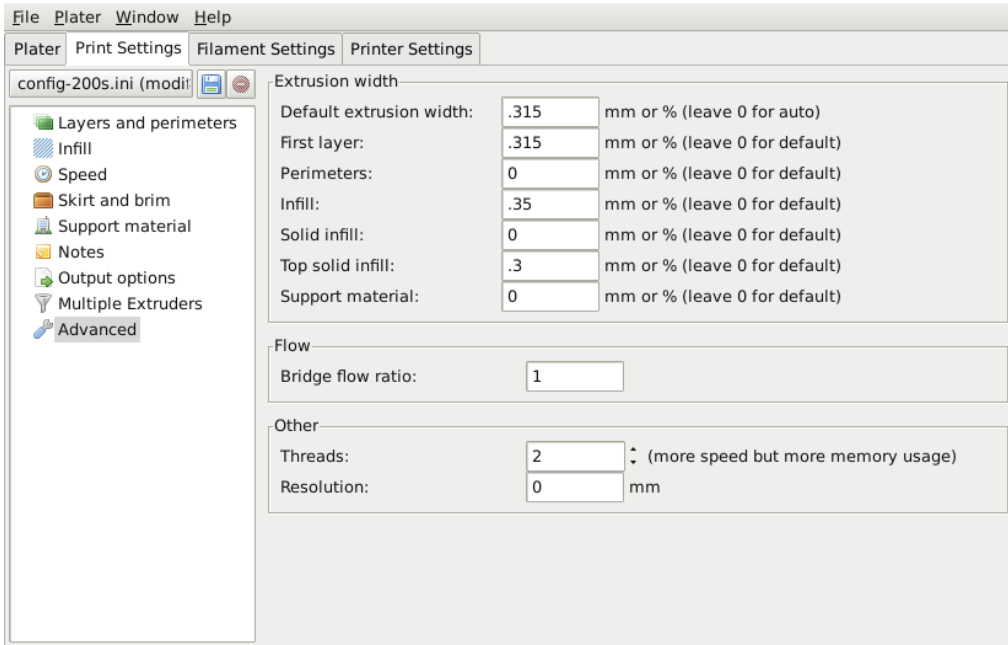 File Plater Window Help
Plater Print Settings Filament Settings Printer Settings
config-200s.ini (modif
Layers and perimeters
Infill
Speed
Skirt and brim
Support material
Notes
Output options
Multiple Extruders
Advanced
Extrusion width
Default extrusion width: .315 mm or % (leave 0 for auto)
First layer: .315 mm or % (leave 0 for default)
Perimeters: 0 mm or % (leave 0 for default)
Infill: .35 mm or % (leave 0 for default)
Solid infill: 0 mm or % (leave 0 for default)
Top solid infill: .3 mm or % (leave 0 for default)
Support material: 0 mm or % (leave 0 for default)
Flow
Bridge flow ratio: 1
Other
Threads: 2 (more speed but more memory usage)
Resolution: 0 mm